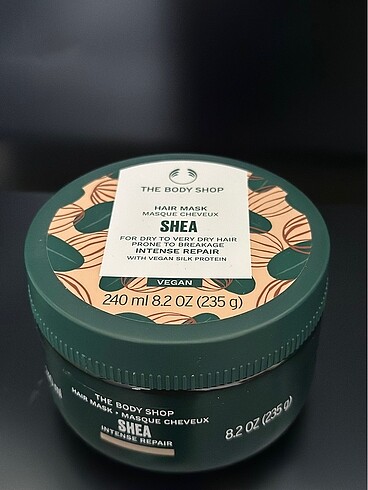 THE BODY SHOP
HAIR MASK
MASQUE CHEVEUX
SHEA
FOR DRY TO VERY DRY HAIR
PRONE TO BREAKAGE
INTENSE REPAIR
WITH VEGAN SILK PROTEIN
VEGAN
240 ml 8.2 OZ (235 g)
THE BODY SHOP
HAIR MASK • MASQUE CHEVEUX
SHEA
INTENSE REPAIR
8.2 OZ (235 g)